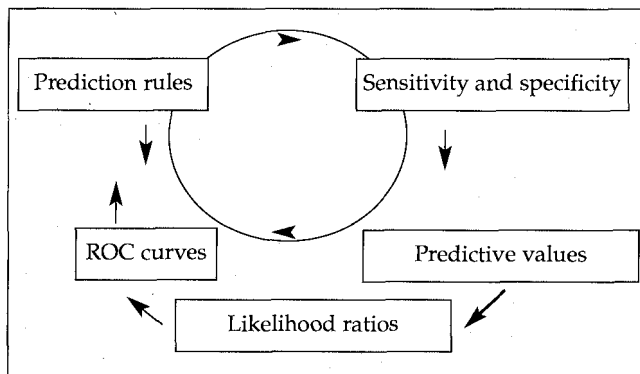 Prediction rules
Sensitivity and specificity
ROC curves
Predictive values
Likelihood ratios